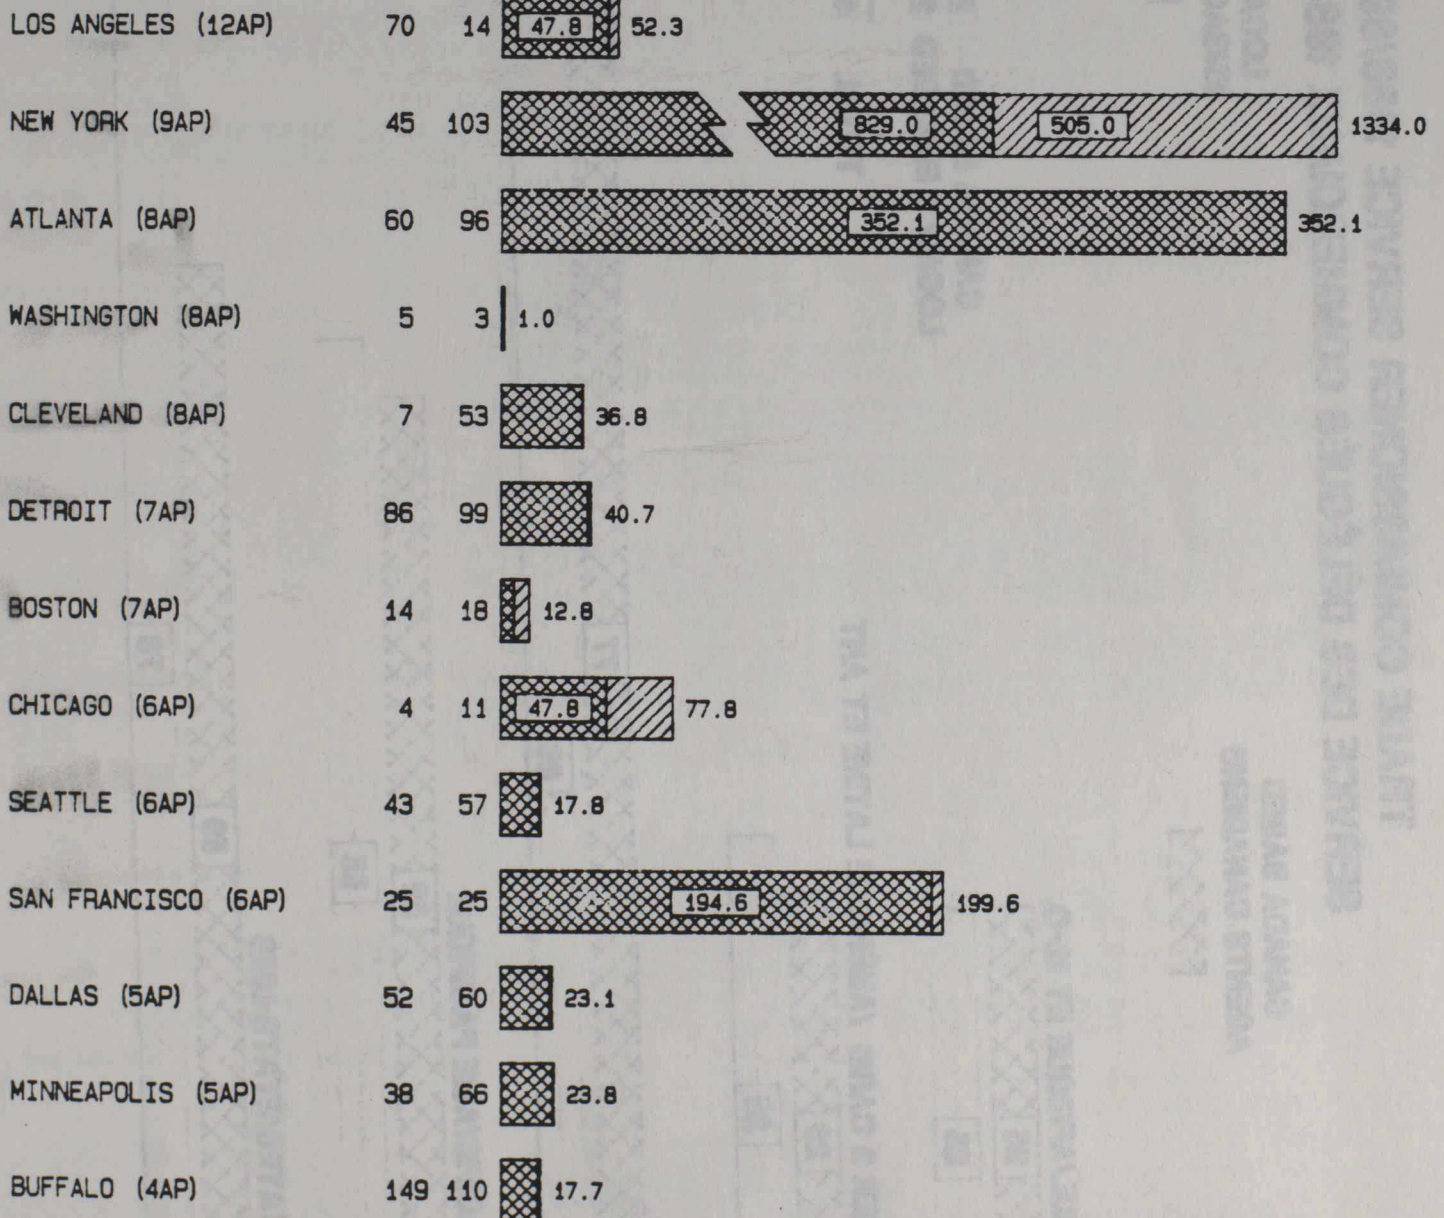 LOS ANGELES (12AP) 70 14 47.8 52.3
NEW YORK (9AP) 45 103 829.0 505.0 1334.0
ATLANTA (8AP) 60 96 352.1 352.1
WASHINGTON (8AP) 5 3 1.0
CLEVELAND (8AP) 7 53 36.8
DETROIT (7AP) 86 99 40.7
BOSTON (7AP) 14 18 12.8
CHICAGO (6AP) 4 11 47.8 77.8
SEATTLE (6AP) 43 57 17.8
SAN FRANCISCO (6AP) 25 25 194.6 199.6
DALLAS (5AP) 52 60 23.1
MINNEAPOLIS (5AP) 38 66 23.8
BUFFALO (4AP) 149 110 17.7